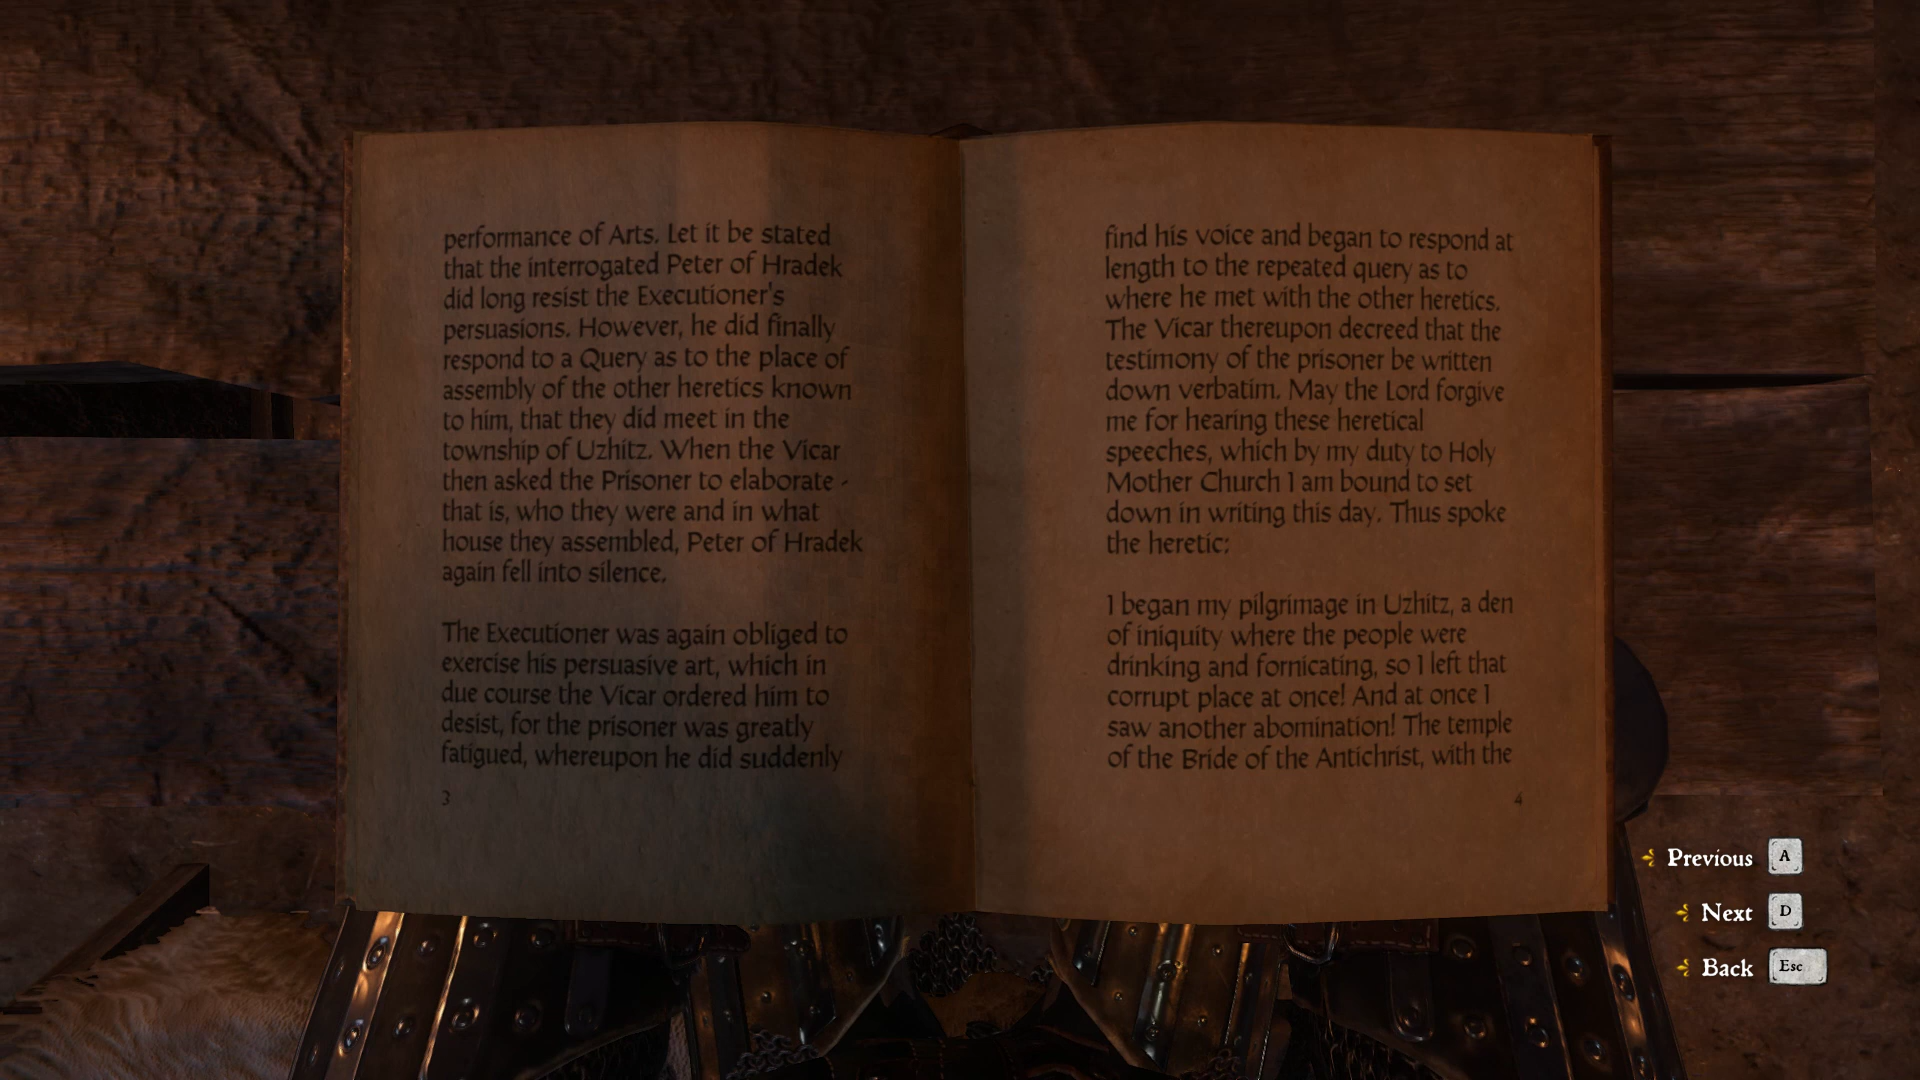 performance of Arts. Let it be stated
that the interrogated Peter of Hradek
did long resist the Executioner's
persuasions. However, he did finally
respond to a Query as to the place of
assembly of the other heretics known
to him, that they did meet in the
township of Uzhitz. When the Vicar
then asked the Prisoner to elaborate -
that is, who they were and in what
house they assembled, Peter of Hradek
again fell into silence.
The Executioner was again obliged to
exercise his persuasive art, which in
due course the Vicar ordered him to
desist, for the prisoner was greatly
fatigued, whereupon he did suddenly
3
find his voice and began to respond at
length to the repeated query as to
where he met with the other heretics.
The Vicar thereupon decreed that the
testimony of the prisoner be written
down verbatim. May the Lord forgive
me for hearing these heretical
speeches, which by my duty to Holy
Mother Church I am bound to set
down in writing this day. Thus spoke
the heretic:
I began my pilgrimage in Uzhitz, a den
of iniquity where the people were
drinking and fornicating, so I left that
corrupt place at once! And at once I
saw another abomination! The temple
of the Bride of the Antichrist, with the
4
Previous A
Next D
Back Esc